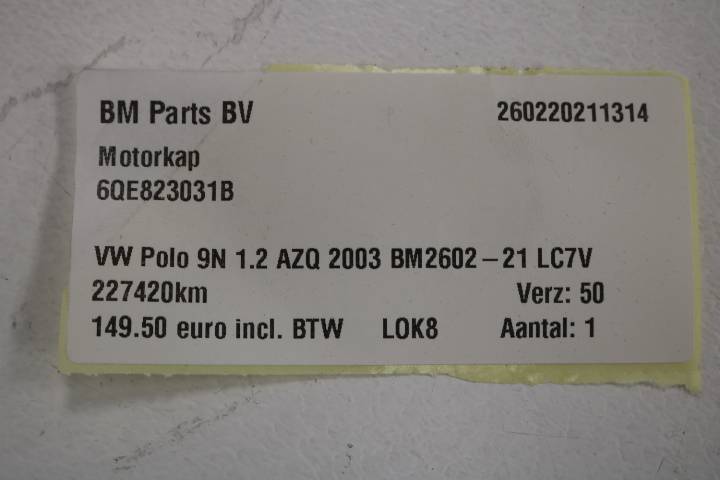 BM Parts BV 260220211314
Motorkap
6QE823031B
VW Polo 9N 1.2 AZQ 2003 BM2602-21 LC7V
227420km Verz: 50
149.50 euro incl. BTW LOK8 Aantal: 1